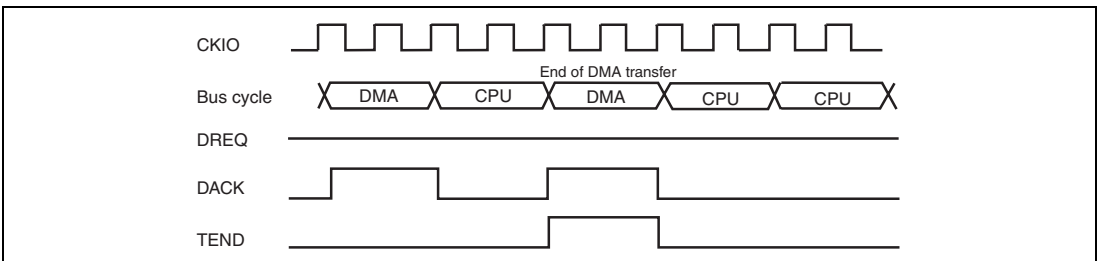 CKIO
End of DMA transfer
Bus cycle DMA CPU DMA CPU CPU
DREQ
DACK
TEND